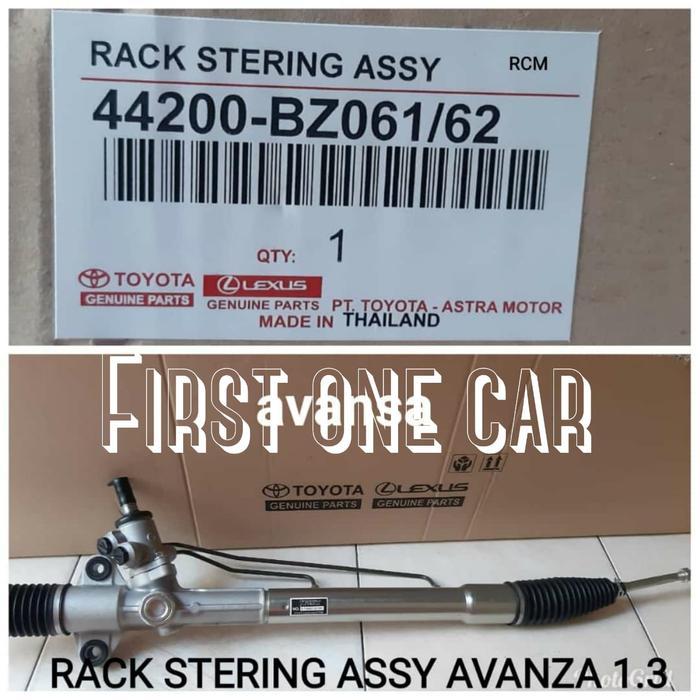 RACK STERING ASSY RCM
44200-BZ061/62
QTY: 1
TOYOTA LEXUS
GENUINE PARTS GENUINE PARTS PT. TOYOTA - ASTRA MOTOR
MADE IN THAILAND
FIRST ONE CAR
avansa
TOYOTA LEXUS
GENUINE PARTS GENUINE PARTS
RACK STERING ASSY AVANZA 1.3